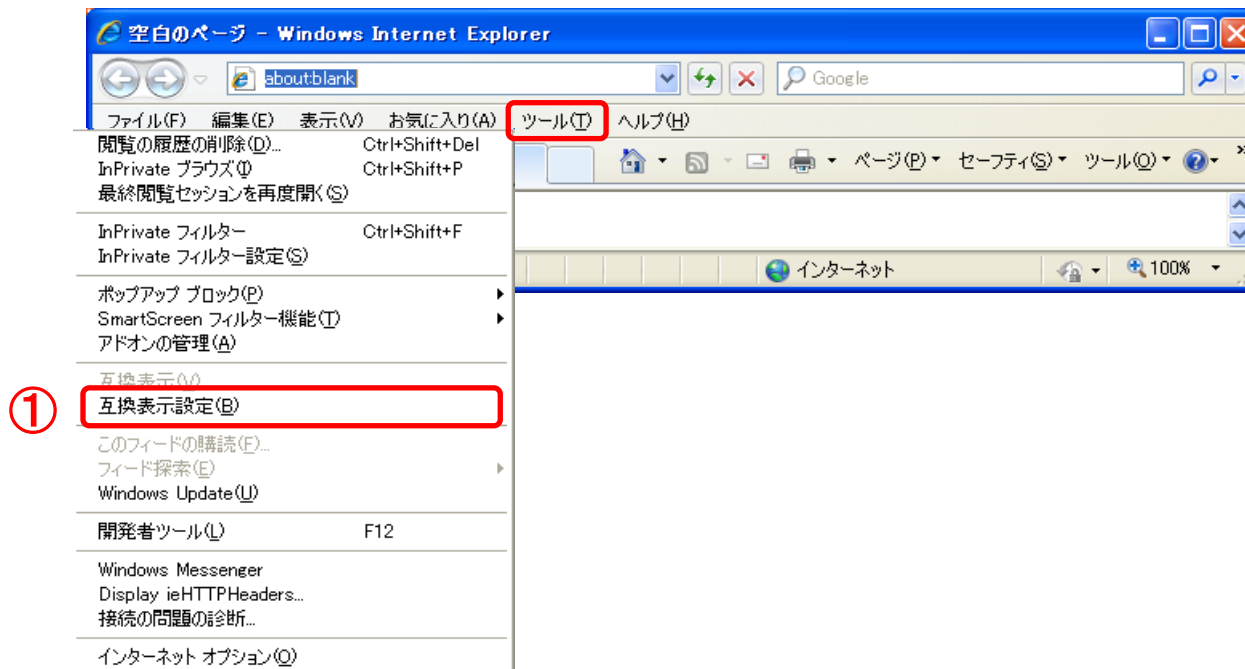 空白のページ - Windows Internet Explorer
about:blank
Google
ファイル(F) 編集(E) 表示(V) お気に入り(A) ツール(T) ヘルプ(H)
ページ(P) セーフティ(S) ツール(O)
閲覧の履歴の削除(D)... Ctrl+Shift+Del
InPrivate ブラウズ(I) Ctrl+Shift+P
最終閲覧セッションを再度開く(S)
InPrivate フィルター Ctrl+Shift+F
InPrivate フィルター設定(S)
ポップアップ ブロック(P)
SmartScreen フィルター機能(T)
アドオンの管理(A)
互換表示(V)
①
互換表示設定(B)
このフィードの購読(F)...
フィード探索(E)
Windows Update(U)
開発者ツール(L) F12
Windows Messenger
Display ieHTTPHeaders...
接続の問題の診断...
インターネット オプション(O)
インターネット
100%